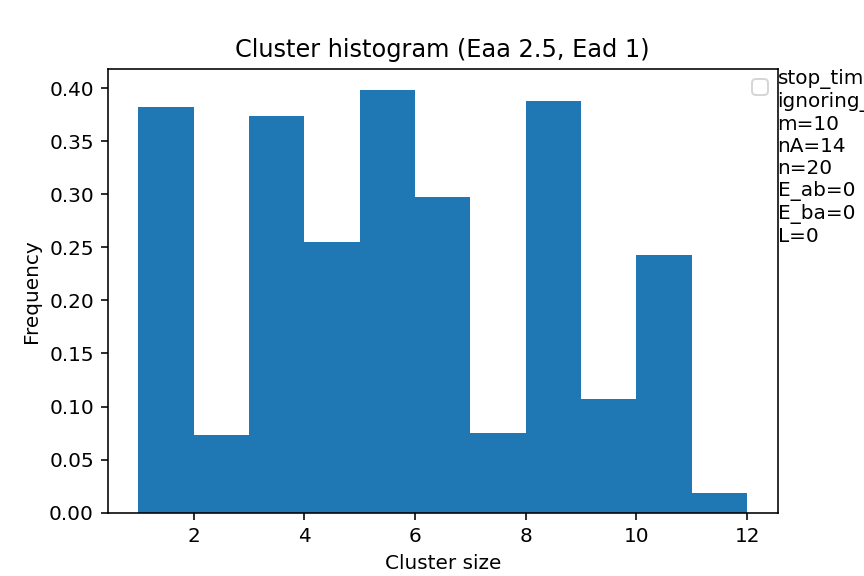 Cluster histogram (Eaa 2.5, Ead 1)
stop_tim
ignoring_
m=10
nA=14
n=20
E_ab=0
E_ba=0
L=0
0.40
0.35
0.30
0.25
0.20
0.15
0.10
0.05
0.00
Frequency
2 4 6 8 10 12
Cluster size